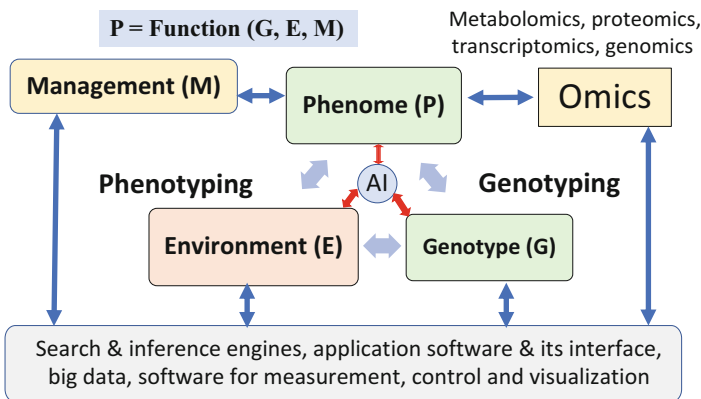 P = Function (G, E, M)
Metabolomics, proteomics,
transcriptomics, genomics
Management (M)
Phenome (P)
Omics
Phenotyping
AI
Genotyping
Environment (E)
Genotype (G)
Search & inference engines, application software & its interface,
big data, software for measurement, control and visualization